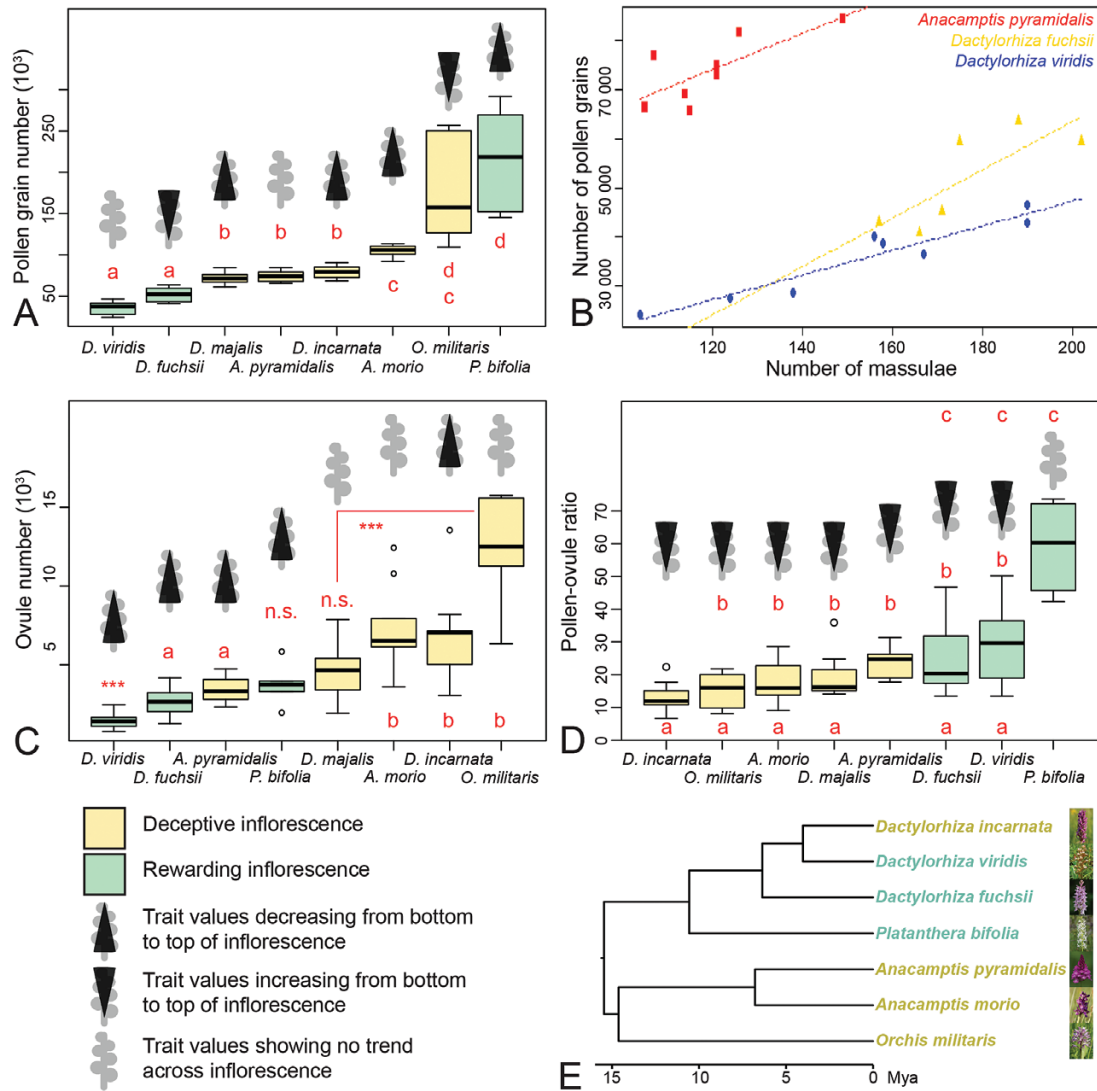 A
Pollen grain number (10³)
50
150
250
a
a
b
b
b
c
d
c
d
D. viridis
D. fuchsii
D. majalis
A. pyramidalis
D. incarnata
A. morio
O. militaris
P. bifolia
B
Number of pollen grains
30 000
50 000
70 000
Anacamptis pyramidalis
Dactylorhiza fuchsii
Dactylorhiza viridis
120
140
160
180
200
Number of massulae
C
Ovule number (10³)
5
10
15
***
a
a
n.s.
n.s.
***
b
b
b
D. viridis
D. fuchsii
A. pyramidalis
P. bifolia
D. majalis
A. morio
D. incarnata
O. militaris
D
Pollen-ovule ratio
0
10
20
30
40
50
60
70
c
c
b
b
b
b
b
b
b
a
a
a
a
a
a
D. incarnata
O. militaris
A. morio
D. majalis
A. pyramidalis
D. fuchsii
D. viridis
P. bifolia
Deceptive inflorescence
Rewarding inflorescence
Trait values decreasing from bottom
to top of inflorescence
Trait values increasing from bottom
to top of inflorescence
Trait values showing no trend
across inflorescence
E
Dactylorhiza incarnata
Dactylorhiza viridis
Dactylorhiza fuchsii
Platanthera bifolia
Anacamptis pyramidalis
Anacamptis morio
Orchis militaris
15
10
5
0
Mya